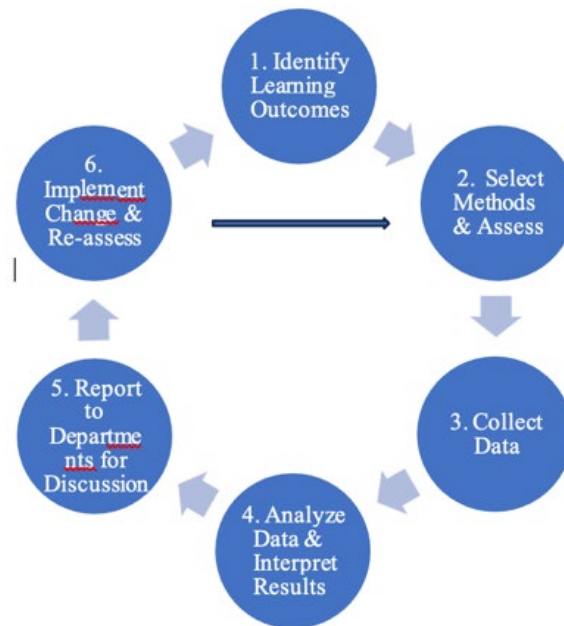 1. Identify
Learning
Outcomes
2. Select
Methods
& Assess
3. Collect
Data
4. Analyze
Data &
Interpret
Results
5. Report
to
Departme
nts for
Discussion
6.
Implement
Change &
Re-assess